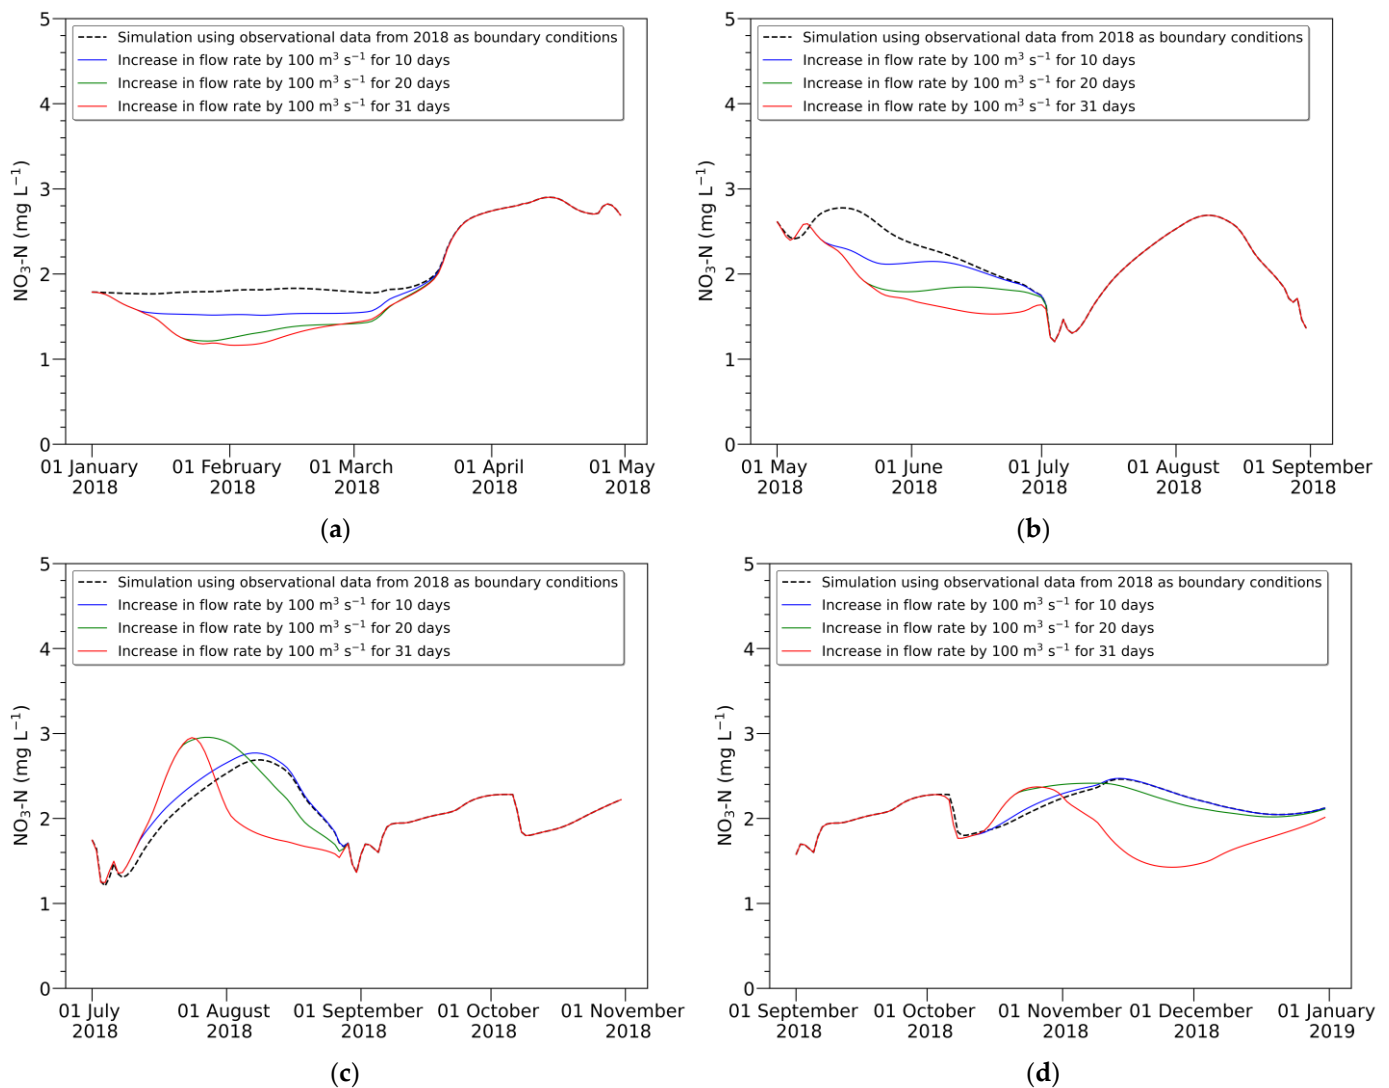 5
4
3
2
1
0
NO₃-N (mg L⁻¹)
Simulation using observational data from 2018 as boundary conditions
Increase in flow rate by 100 m³ s⁻¹ for 10 days
Increase in flow rate by 100 m³ s⁻¹ for 20 days
Increase in flow rate by 100 m³ s⁻¹ for 31 days
01 January 2018
01 February 2018
01 March 2018
01 April 2018
01 May 2018
(a)
5
4
3
2
1
0
NO₃-N (mg L⁻¹)
Simulation using observational data from 2018 as boundary conditions
Increase in flow rate by 100 m³ s⁻¹ for 10 days
Increase in flow rate by 100 m³ s⁻¹ for 20 days
Increase in flow rate by 100 m³ s⁻¹ for 31 days
01 May 2018
01 June 2018
01 July 2018
01 August 2018
01 September 2018
(b)
5
4
3
2
1
0
NO₃-N (mg L⁻¹)
Simulation using observational data from 2018 as boundary conditions
Increase in flow rate by 100 m³ s⁻¹ for 10 days
Increase in flow rate by 100 m³ s⁻¹ for 20 days
Increase in flow rate by 100 m³ s⁻¹ for 31 days
01 July 2018
01 August 2018
01 September 2018
01 October 2018
01 November 2018
(c)
5
4
3
2
1
0
NO₃-N (mg L⁻¹)
Simulation using observational data from 2018 as boundary conditions
Increase in flow rate by 100 m³ s⁻¹ for 10 days
Increase in flow rate by 100 m³ s⁻¹ for 20 days
Increase in flow rate by 100 m³ s⁻¹ for 31 days
01 September 2018
01 October 2018
01 November 2018
01 December 2018
01 January 2019
(d)